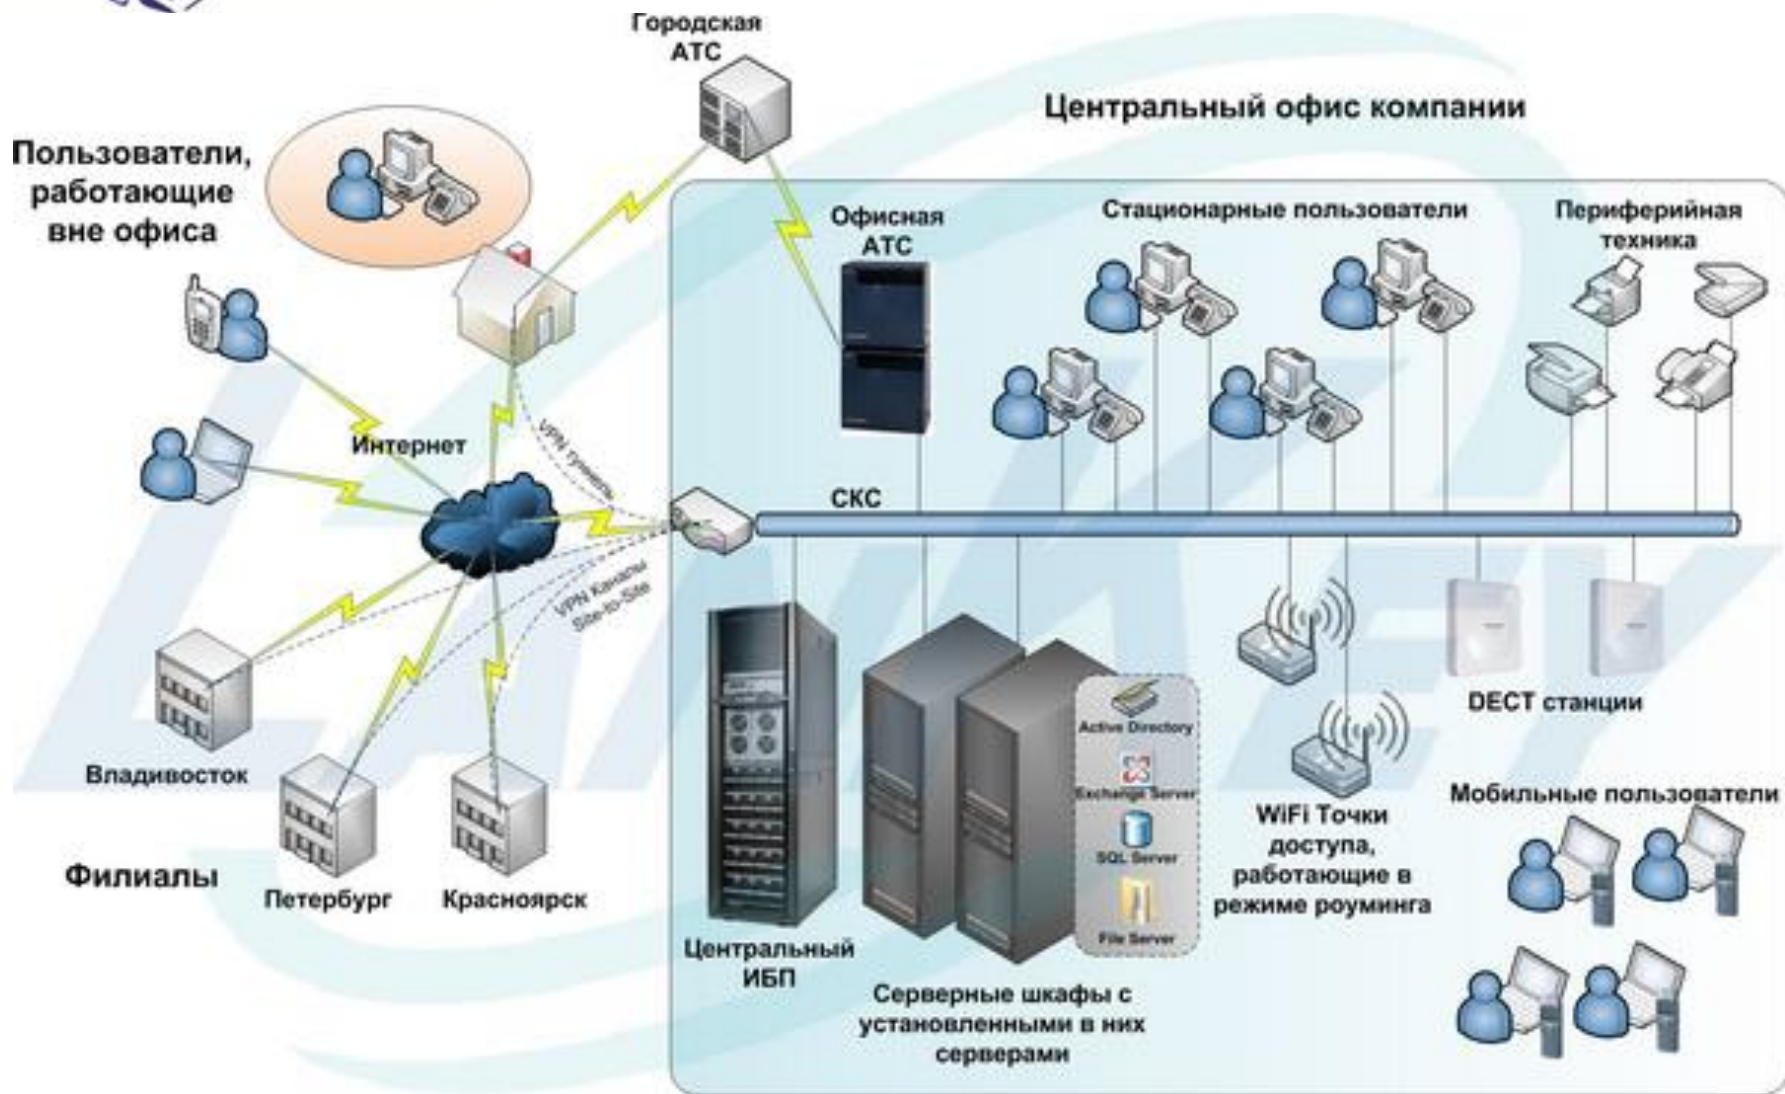 Городская
АТС
Центральный офис компании
Пользователи,
работающие
вне офиса
Офисная
АТС
Стационарные пользователи
Периферийная
техника
Интернет
VPN туннель
СКС
VPN Каналы
Site-to-Site
Владивосток
Филиалы
Петербург
Красноярск
Центральный
ИБП
Серверные шкафы с
установленными в них
серверами
Active Directory
Exchange Server
SQL Server
File Server
WiFi Точки
доступа,
работающие в
режиме роуминга
DECT станции
Мобильные пользователи